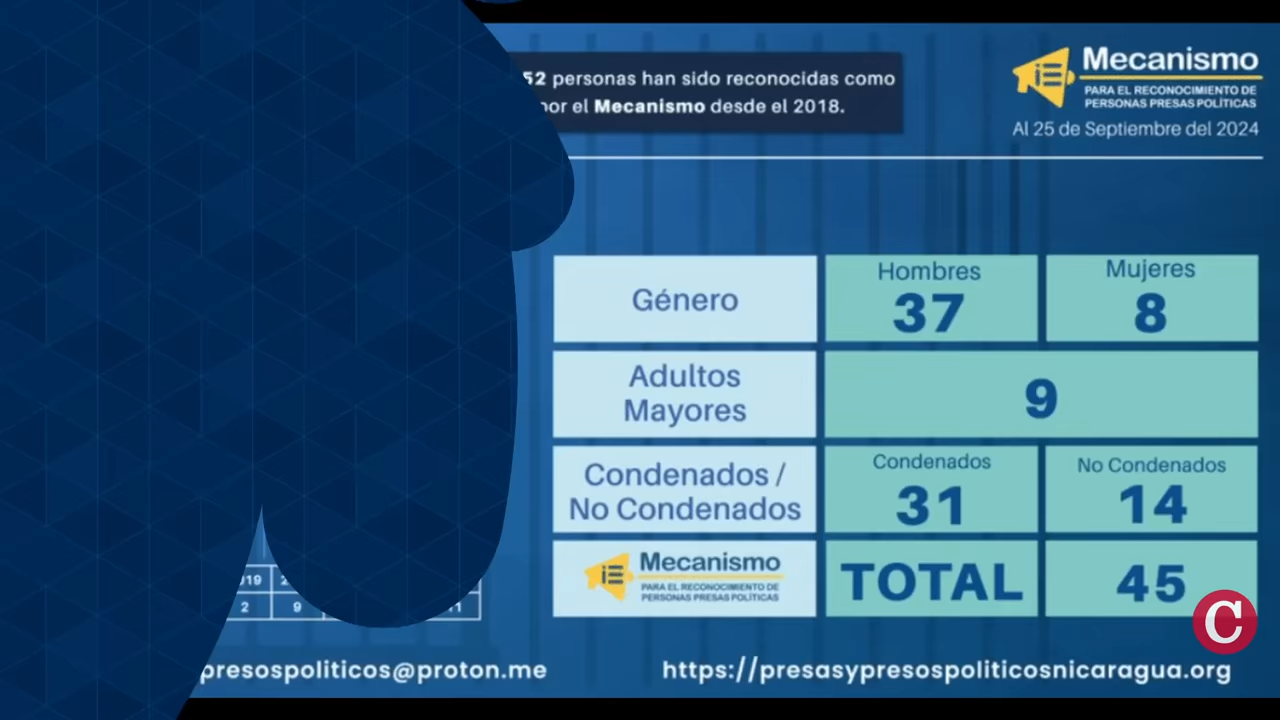 52 personas han sido reconocidas como
por el Mecanismo desde el 2018.
Mecanismo
PARA EL RECONOCIMIENTO DE
PERSONAS PRESAS POLÍTICAS
Al 25 de Septiembre del 2024
Género
Hombres
37
Mujeres
8
Adultos
Mayores
9
Condenados /
No Condenados
Condenados
31
No Condenados
14
Mecanismo
PARA EL RECONOCIMIENTO DE
PERSONAS PRESAS POLÍTICAS
TOTAL
45
C
2 9
presospoliticos@proton.me
https://presasypresospoliticosnicaragua.org